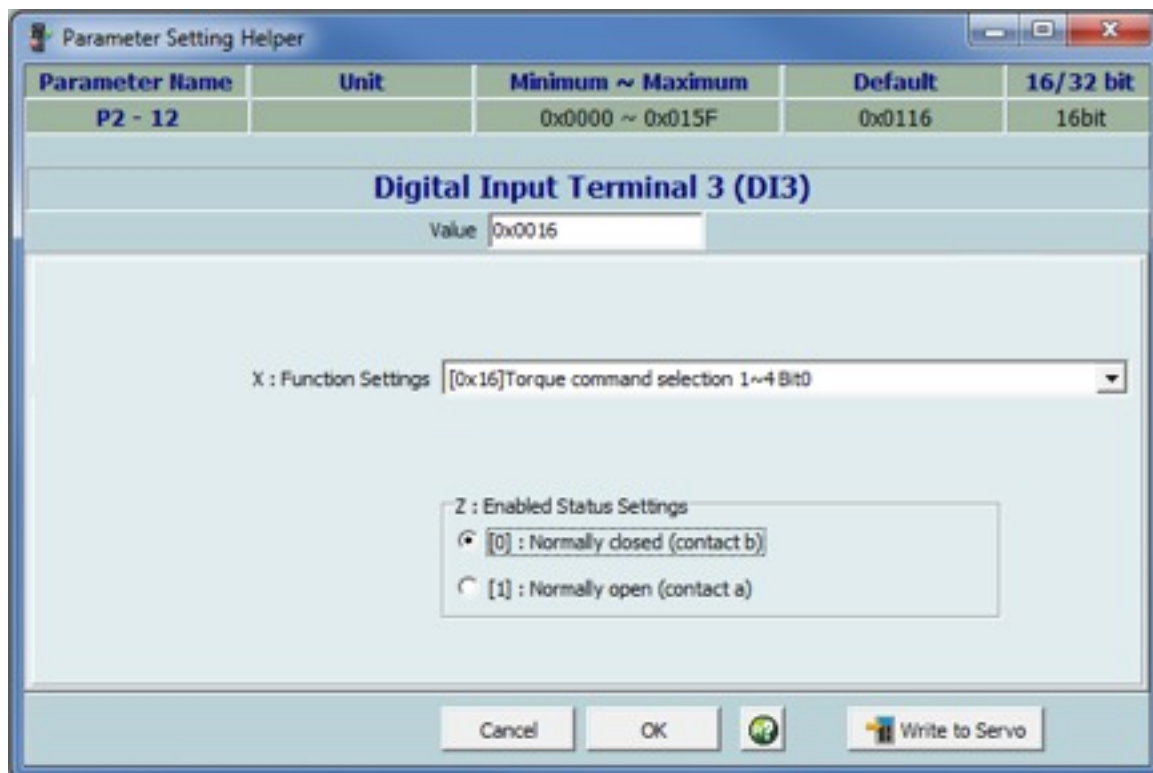 Parameter Setting Helper
Parameter Name Unit Minimum ~ Maximum Default 16/32 bit
P2 - 12 0x0000 ~ 0x015F 0x0116 16bit
Digital Input Terminal 3 (DI3)
Value 0x0016
X : Function Settings [0x16]Torque command selection 1~4 Bit0
Z : Enabled Status Settings
[0] : Normally closed (contact b)
[1] : Normally open (contact a)
Cancel OK Write to Servo